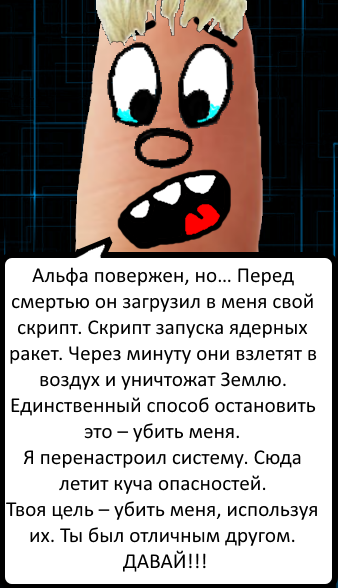 Альфа повержен, но... Перед
смертью он загрузил в меня свой
скрипт. Скрипт запуска ядерных
ракет. Через минуту они взлетят в
воздух и уничтожат Землю.
Единственный способ остановить
это – убить меня.
Я перенастроил систему. Сюда
летит куча опасностей.
Твоя цель – убить меня, используя
их. Ты был отличным другом.
ДАВАЙ!!!